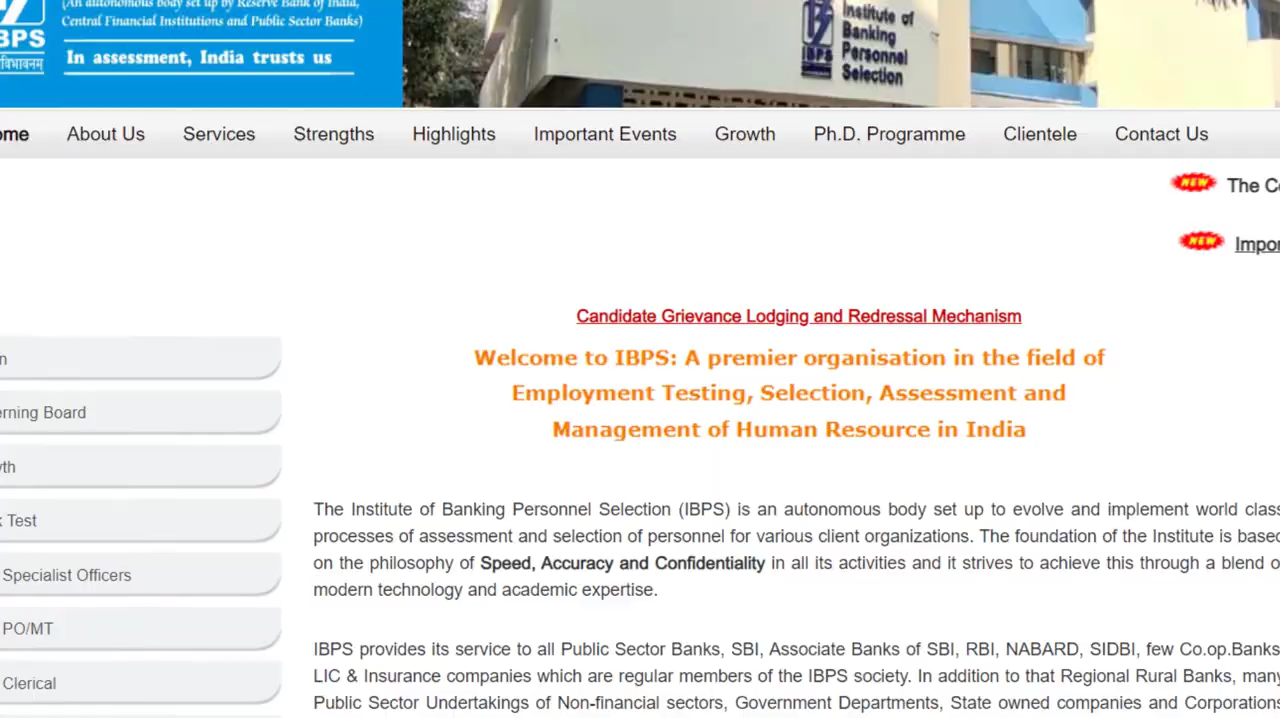 (An autonomous body set up by Reserve Bank of India,
Central Financial Institutions and Public Sector Banks)
In assessment, India trusts us
Institute of
Banking
Personnel
Selection
IBPS
About Us
Services
Strengths
Highlights
Important Events
Growth
Ph.D. Programme
Clientele
Contact Us
NEW
The
NEW
Candidate Grievance Lodging and Redressal Mechanism
Welcome to IBPS: A premier organisation in the field of
Employment Testing, Selection, Assessment and
Management of Human Resource in India
Board
Test
Specialist Officers
PO/MT
Clerical
The Institute of Banking Personnel Selection (IBPS) is an autonomous body set up to evolve and implement world class
processes of assessment and selection of personnel for various client organizations. The foundation of the Institute is based
on the philosophy of Speed, Accuracy and Confidentiality in all its activities and it strives to achieve this through a blend
modern technology and academic expertise.
IBPS provides its service to all Public Sector Banks, SBI, Associate Banks of SBI, RBI, NABARD, SIDBI, few Co.op.Banks
LIC & Insurance companies which are regular members of the IBPS society. In addition to that Regional Rural Banks, many
Public Sector Undertakings of Non-financial sectors, Government Departments, State owned companies and Corporations